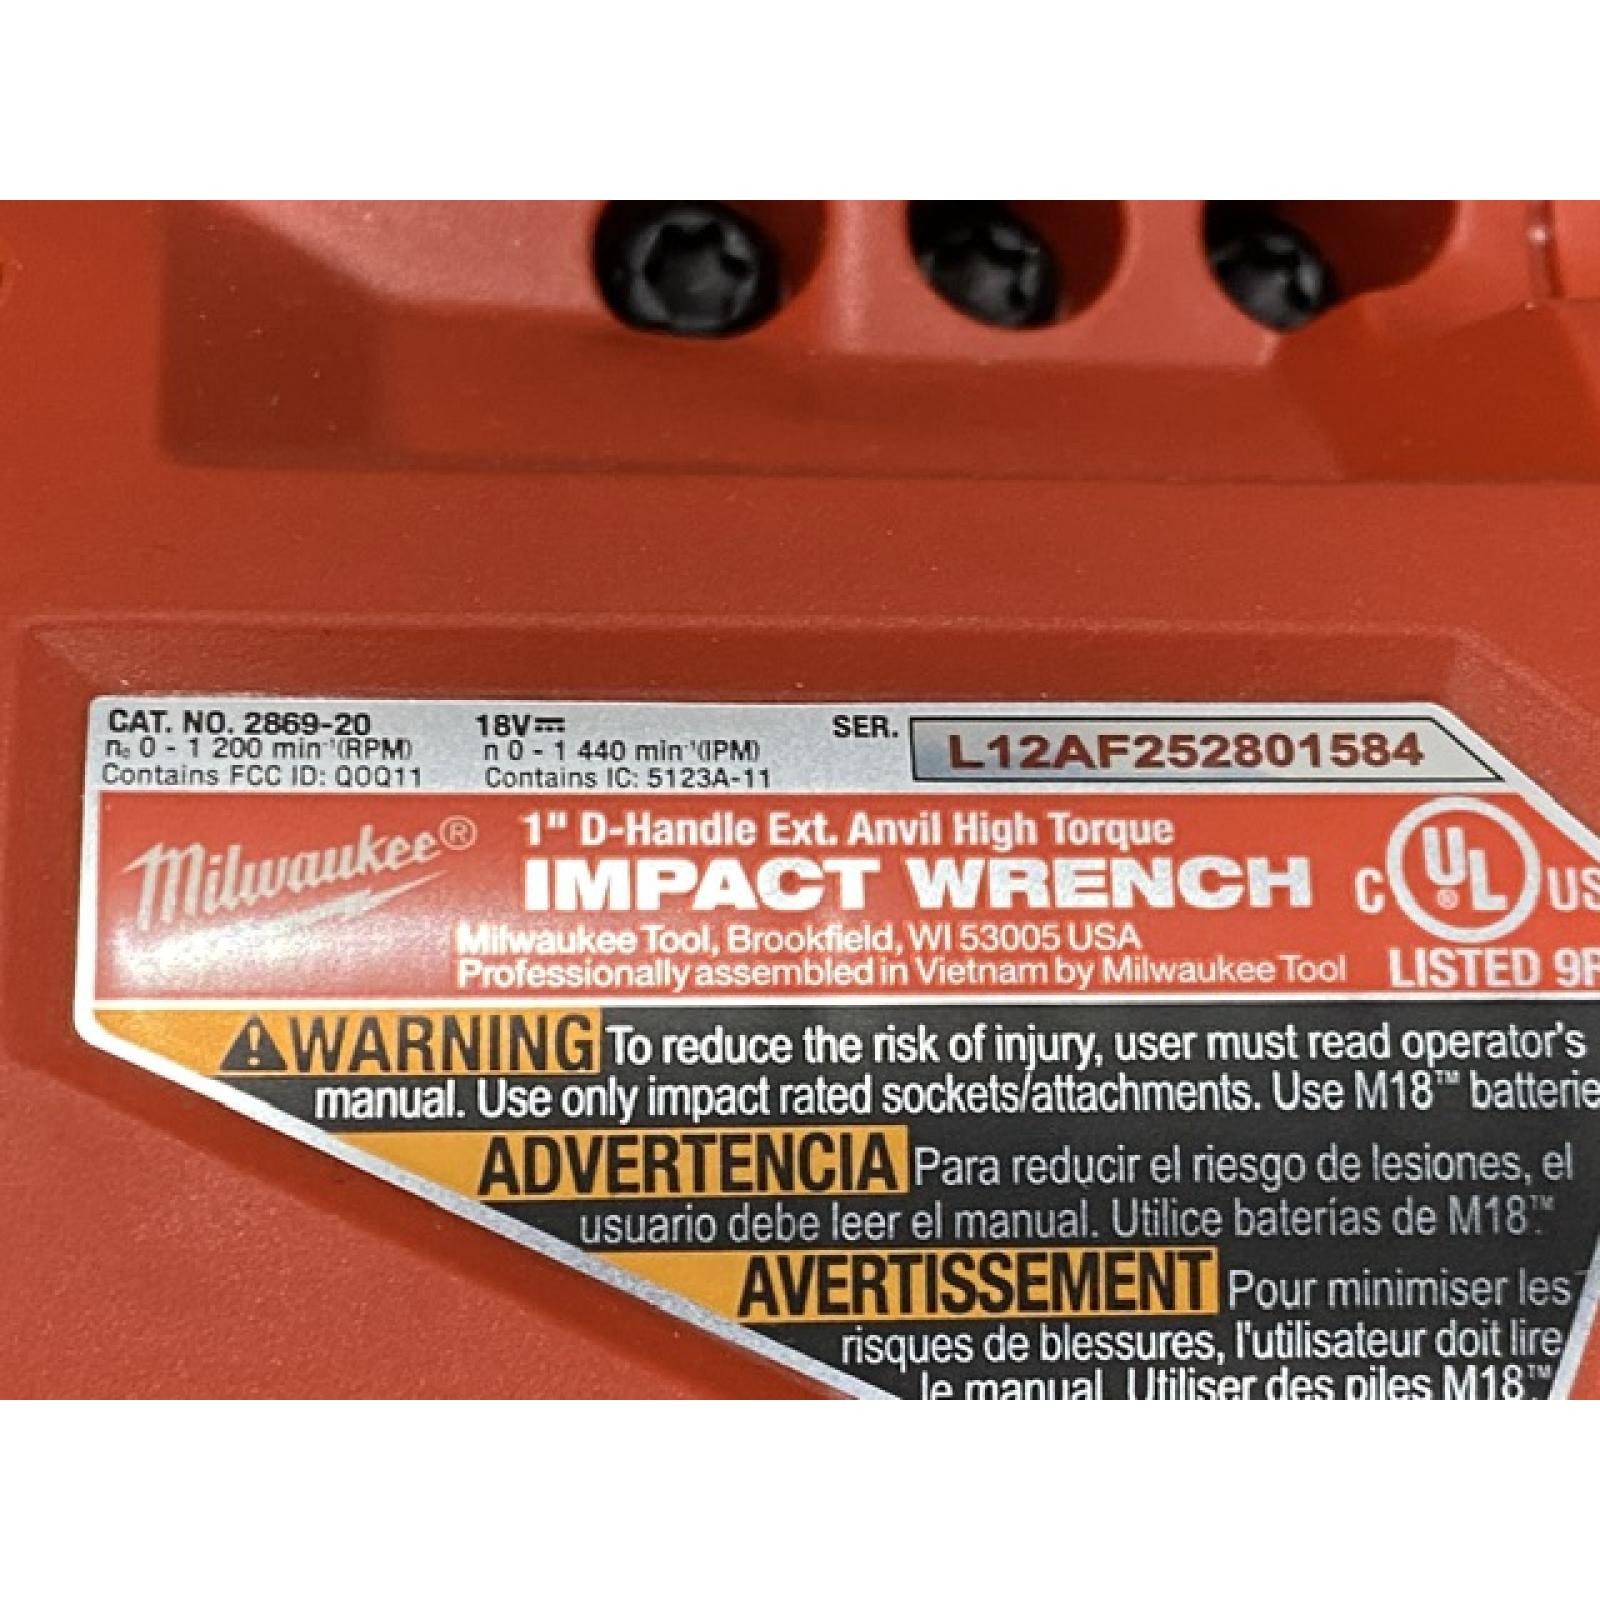 CAT. NO. 2869-20 18V⎓ SER. L12AF252801584
n₀ 0 - 1 200 min⁻¹(RPM) n 0 - 1 440 min⁻¹(IPM)
Contains FCC ID: QOQ11 Contains IC: 5123A-11
Milwaukee® 1" D-Handle Ext. Anvil High Torque
IMPACT WRENCH C UL® US
Milwaukee Tool, Brookfield, WI 53005 USA
Professionally assembled in Vietnam by Milwaukee Tool LISTED
⚠WARNING To reduce the risk of injury, user must read operator's
manual. Use only impact rated sockets/attachments. Use M18™ batterie
ADVERTENCIA Para reducir el riesgo de lesiones, el
usuario debe leer el manual. Utilice baterías de M18™.
AVERTISSEMENT Pour minimiser les
risques de blessures, l'utilisateur doit lire
le manual. Utiliser des piles M18™.